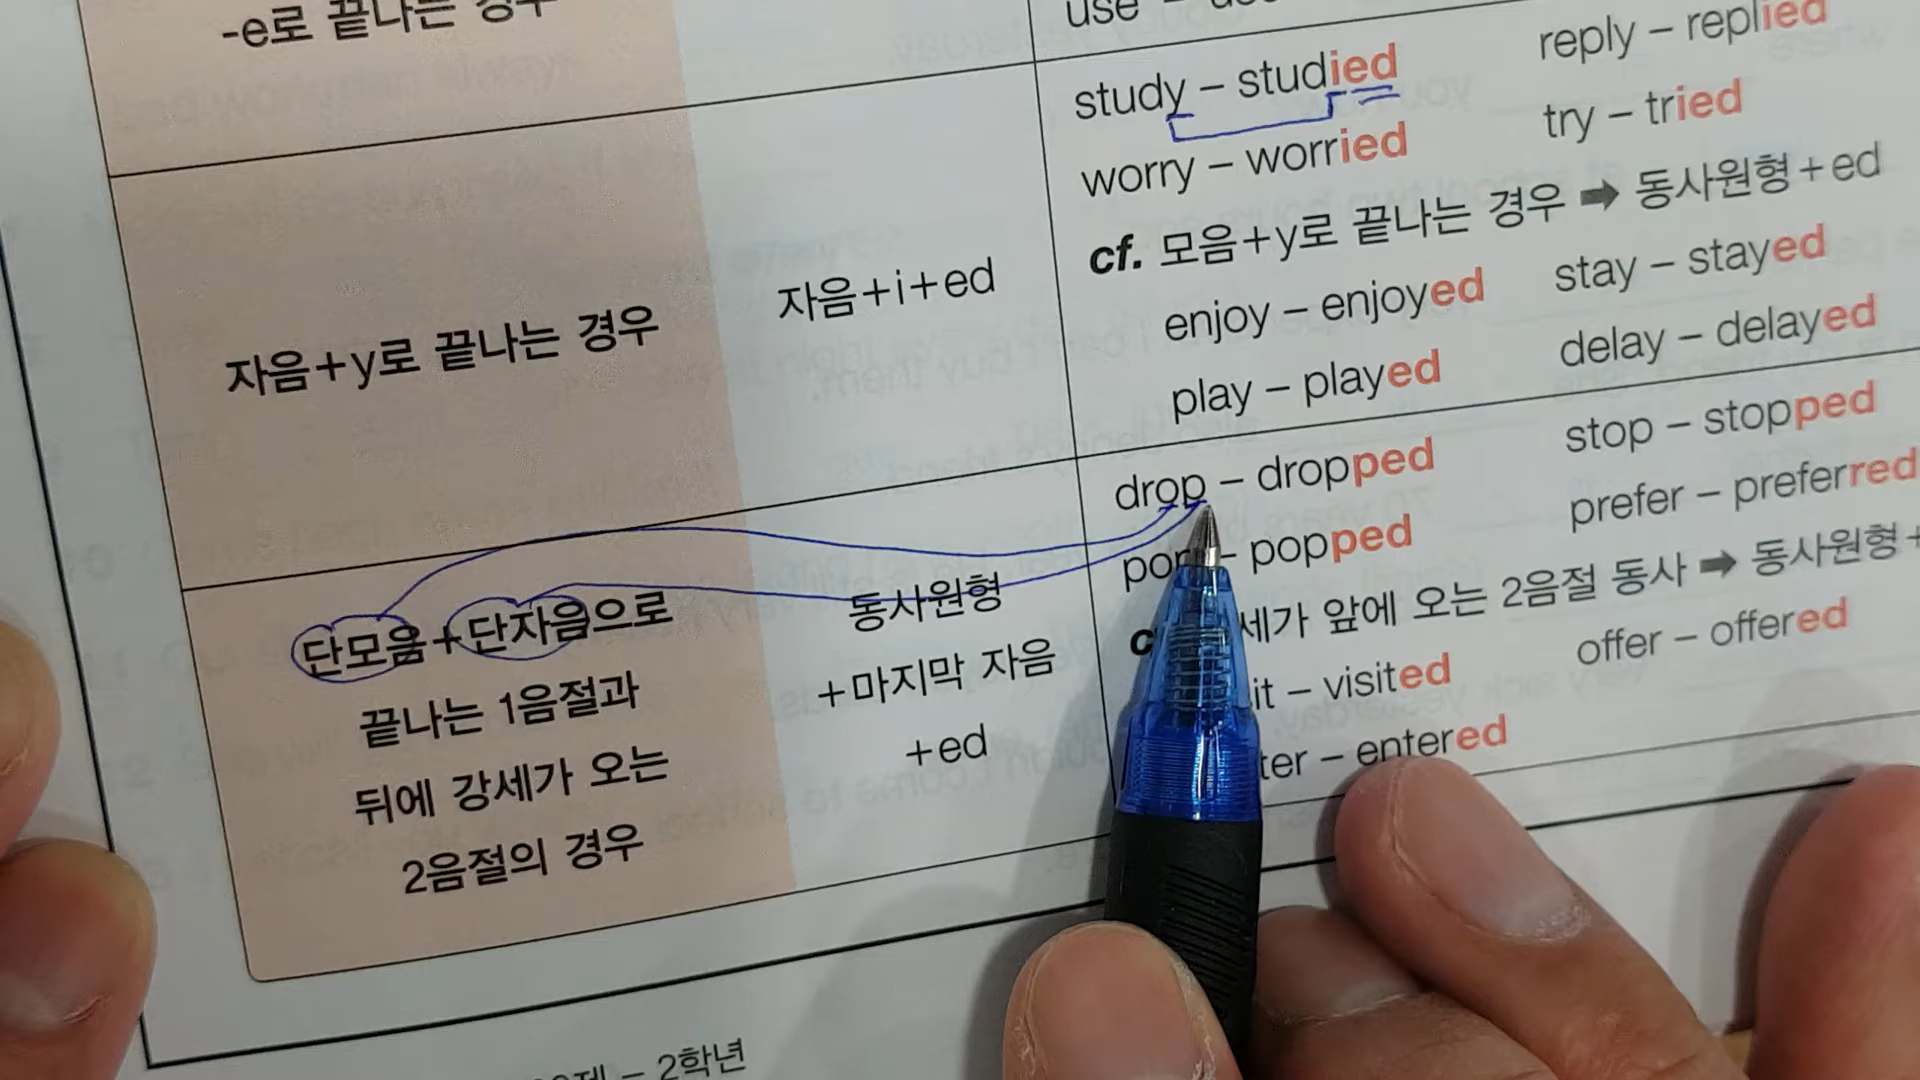 -e로 끝나는 경우
use –
자음+y로 끝나는 경우
자음+i+ed
study – studied
reply – replied
worry – worried
try – tried
cf. 모음+y로 끝나는 경우 ➡ 동사원형+ed
enjoy – enjoyed
stay – stayed
play – played
delay – delayed
단모음+단자음으로
끝나는 1음절과
뒤에 강세가 오는
2음절의 경우
동사원형
+마지막 자음
+ed
drop – dropped
stop – stopped
– popped
prefer – preferred
세가 앞에 오는 2음절 동사 ➡ 동사원형+
it – visited
offer – offered
ter – entered
제 – 2학년